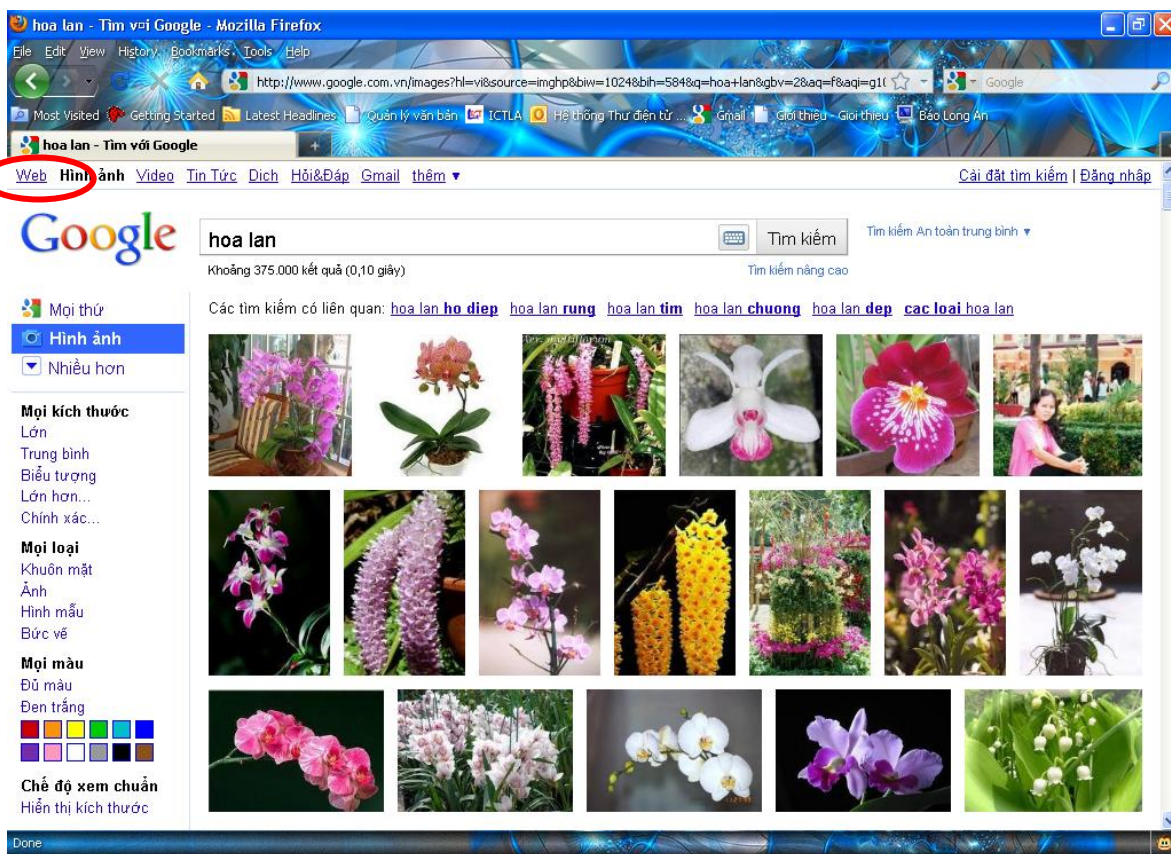 hoa lan - Tìm v¤i Google - Mozilla Firefox
File Edit View History Bookmarks Tools Help
http://www.google.com.vn/images?hl=vi&source=imghp&biw=1024&bih=584&q=hoa+lan&gbv=2&aq=f&aqi=g1( Google
Most Visited Getting Started Latest Headlines Quản lý văn bản ICTLA Hệ thống Thư điện tử ... Gmail Giới thiệu - Gioi thieu Báo Long An
hoa lan - Tìm với Google
Web Hình ảnh Video Tin Tức Dịch Hỏi&Đáp Gmail thêm ▼ Cài đặt tìm kiếm | Đăng nhập
Google hoa lan Tìm kiếm Tìm kiếm An toàn trung bình ▼
Khoảng 375.000 kết quả (0,10 giây) Tìm kiếm nâng cao
Mọi thứ
Hình ảnh
Nhiều hơn
Mọi kích thước
Lớn
Trung bình
Biểu tượng
Lớn hơn...
Chính xác...
Mọi loại
Khuôn mặt
Ảnh
Hình mẫu
Bức vẽ
Mọi màu
Đủ màu
Đen trắng
Chế độ xem chuẩn
Hiển thị kích thước
Các tìm kiếm có liên quan: hoa lan ho diep hoa lan rung hoa lan tim hoa lan chuong hoa lan dep cac loai hoa lan
Done